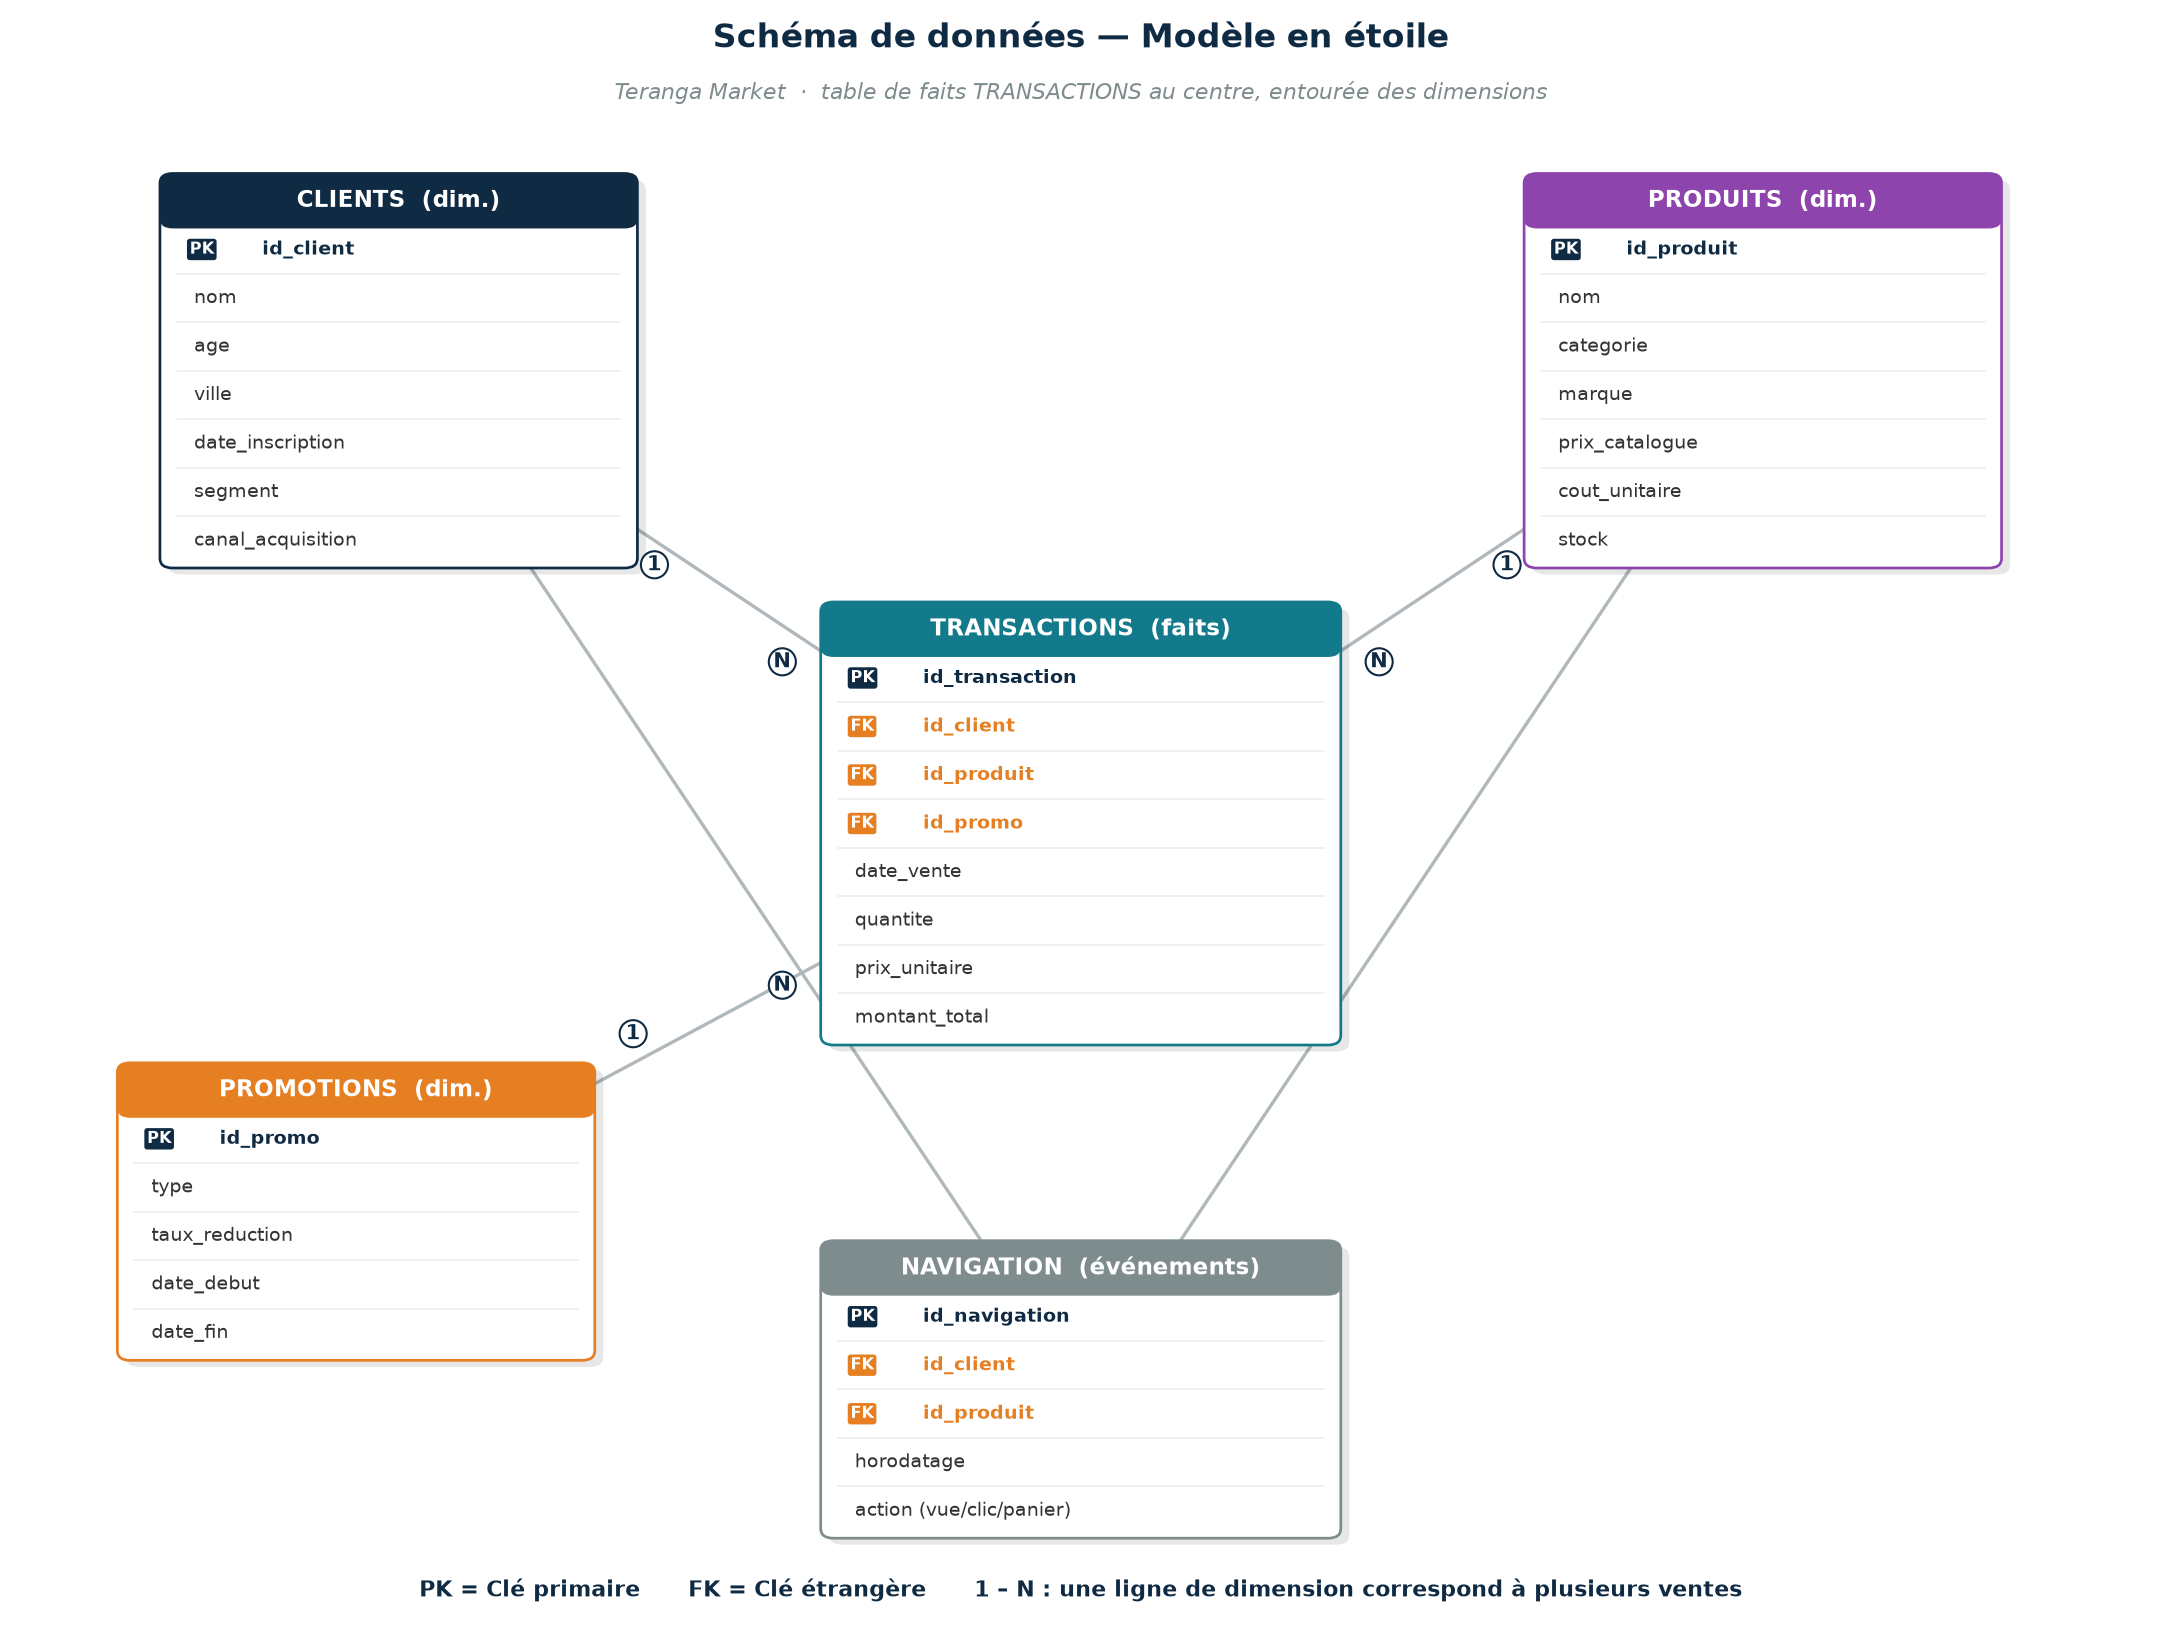 Schéma de données — Modèle en étoile
Teranga Market · table de faits TRANSACTIONS au centre, entourée des dimensions
CLIENTS (dim.)
PK id_client
nom
age
ville
date_inscription
segment
canal_acquisition
PRODUITS (dim.)
PK id_produit
nom
categorie
marque
prix_catalogue
cout_unitaire
stock
1
1
N
N
TRANSACTIONS (faits)
PK id_transaction
FK id_client
FK id_produit
FK id_promo
date_vente
quantite
prix_unitaire
montant_total
N
1
PROMOTIONS (dim.)
PK id_promo
type
taux_reduction
date_debut
date_fin
NAVIGATION (événements)
PK id_navigation
FK id_client
FK id_produit
horodatage
action (vue/clic/panier)
PK = Clé primaire FK = Clé étrangère 1 – N : une ligne de dimension correspond à plusieurs ventes